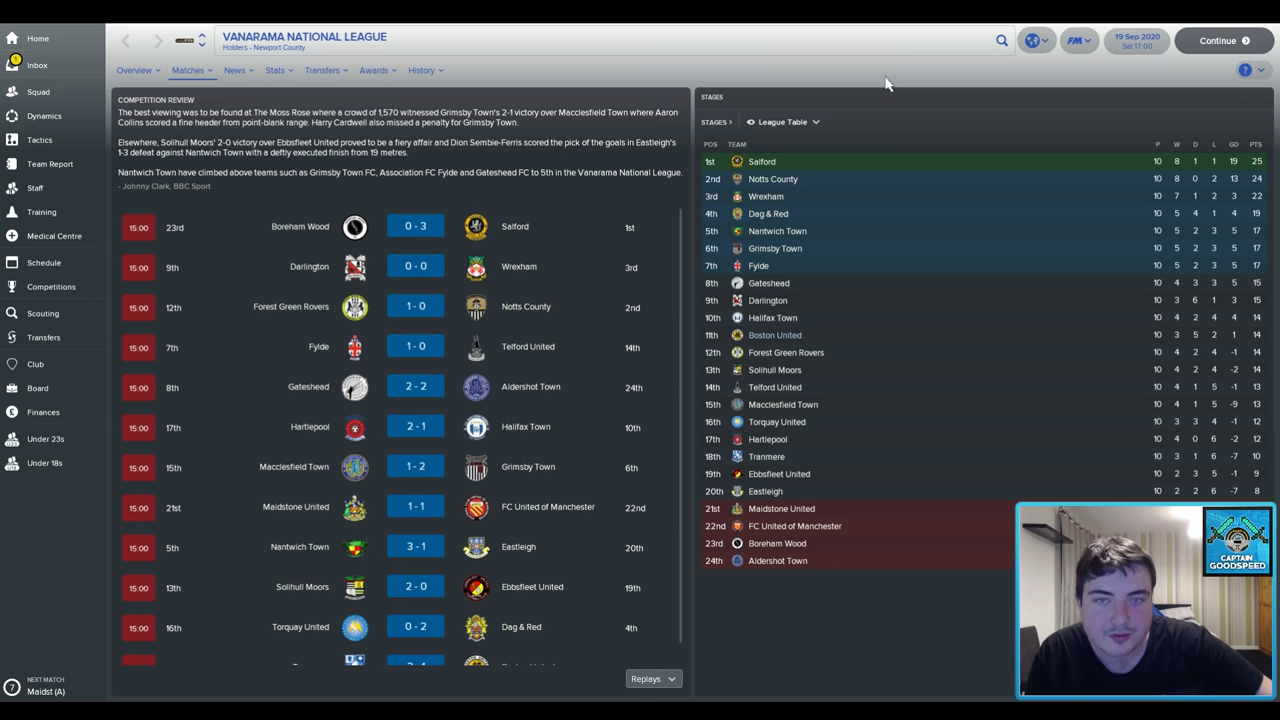 Home
Inbox
Squad
Dynamics
Tactics
Team Report
Staff
Training
Medical Centre
Schedule
Competitions
Scouting
Transfers
Club
Board
Finances
Under 23s
Under 18s
7 NEXT MATCH
Maidst (A)
VANARAMA NATIONAL LEAGUE
Holders - Newport County
FM
19 Sep 2020
Sat 17:00
Continue
Overview Matches News Stats Transfers Awards History
?
COMPETITION REVIEW
The best viewing was to be found at The Moss Rose where a crowd of 1,570 witnessed Grimsby Town's 2-1 victory over Macclesfield Town where Aaron
Collins scored a fine header from point-blank range. Harry Cardwell also missed a penalty for Grimsby Town.
Elsewhere, Solihull Moors' 2-0 victory over Ebbsfleet United proved to be a fiery affair and Dion Sembie-Ferris scored the pick of the goals in Eastleigh's
1-3 defeat against Nantwich Town with a deftly executed finish from 19 metres.
Nantwich Town have climbed above teams such as Grimsby Town FC, Association FC Fylde and Gateshead FC to 5th in the Vanarama National League.
- Johnny Clark, BBC Sport
15:00 23rd Boreham Wood 0 - 3 Salford 1st
15:00 9th Darlington 0 - 0 Wrexham 3rd
15:00 12th Forest Green Rovers 1 - 0 Notts County 2nd
15:00 7th Fylde 1 - 0 Telford United 14th
15:00 8th Gateshead 2 - 2 Aldershot Town 24th
15:00 17th Hartlepool 2 - 1 Halifax Town 10th
15:00 15th Macclesfield Town 1 - 2 Grimsby Town 6th
15:00 21st Maidstone United 1 - 1 FC United of Manchester 22nd
15:00 5th Nantwich Town 3 - 1 Eastleigh 20th
15:00 13th Solihull Moors 2 - 0 Ebbsfleet United 19th
15:00 16th Torquay United 0 - 2 Dag & Red 4th
Replays
STAGES
STAGES > League Table
POS TEAM P W D L GD PTS
1st Salford 10 8 1 1 19 25
2nd Notts County 10 8 0 2 13 24
3rd Wrexham 10 7 1 2 3 22
4th Dag & Red 10 5 4 1 4 19
5th Nantwich Town 10 5 2 3 5 17
6th Grimsby Town 10 5 2 3 5 17
7th Fylde 10 5 2 3 5 17
8th Gateshead 10 4 3 3 5 15
9th Darlington 10 3 6 1 3 15
10th Halifax Town 10 4 2 4 4 14
11th Boston United 10 3 5 2 1 14
12th Forest Green Rovers 10 4 2 4 -1 14
13th Solihull Moors 10 4 2 4 -2 14
14th Telford United 10 4 1 5 -1 13
15th Macclesfield Town 10 4 1 5 -9 13
16th Torquay United 10 3 3 4 -1 12
17th Hartlepool 10 4 0 6 -2 12
18th Tranmere 10 3 1 6 -7 10
19th Ebbsfleet United 10 2 3 5 -1 9
20th Eastleigh 10 2 2 6 -7 8
21st Maidstone United
22nd FC United of Manchester
23rd Boreham Wood
24th Aldershot Town
CAPTAIN
GOODSPEED